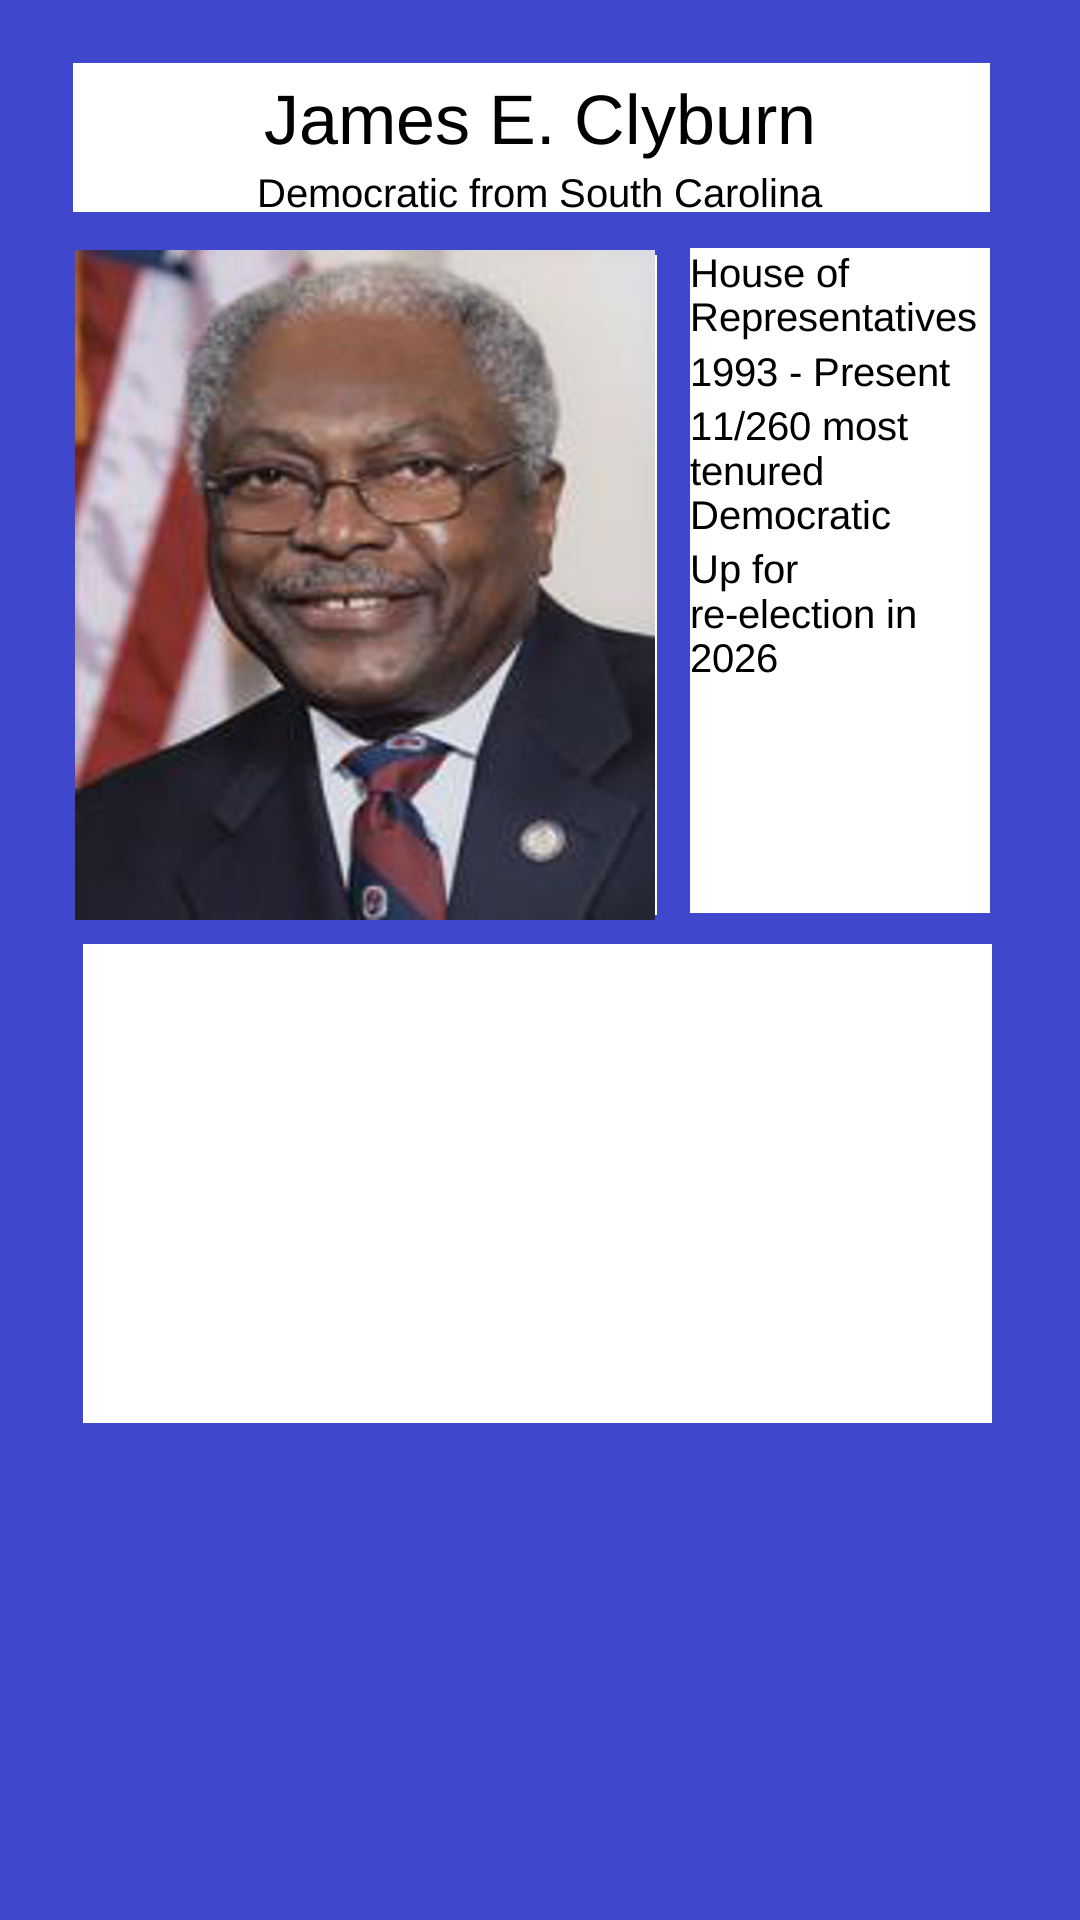 James E. Clyburn
Democratic from South Carolina
House of
Representatives
1993 - Present
11/260 most
tenured
Democratic
Up for
re-election in
2026